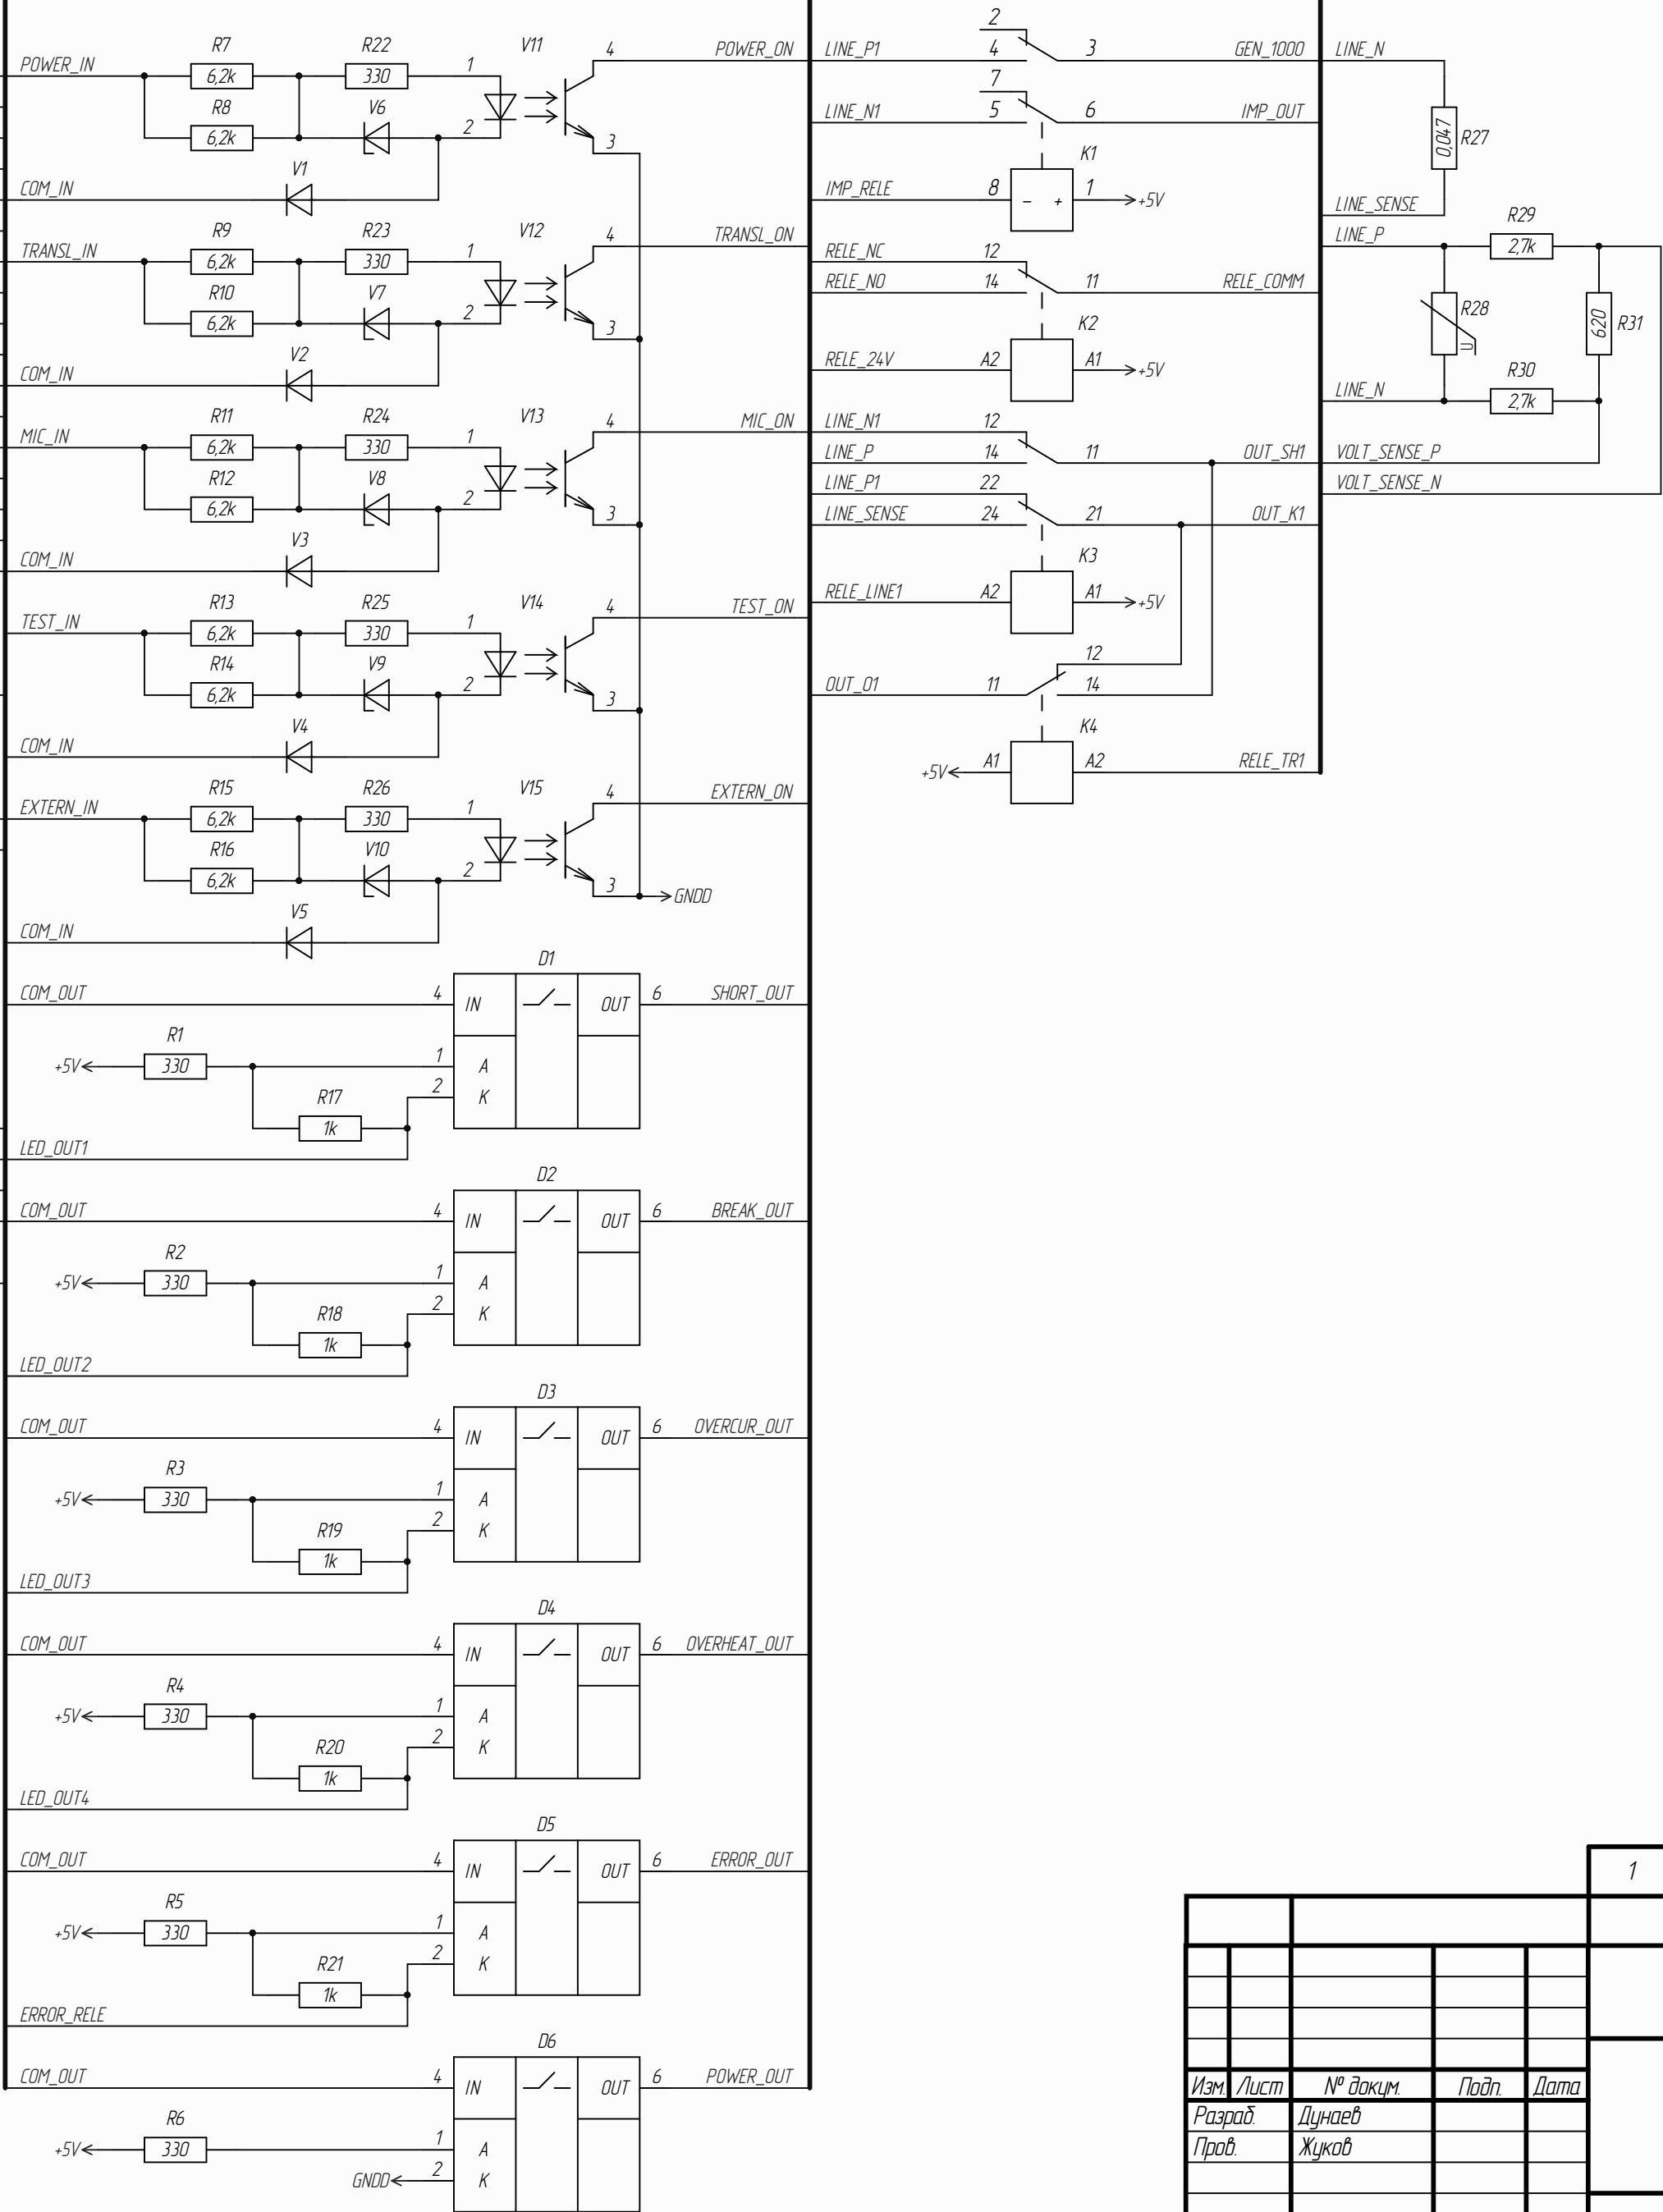 R7 R22 V11 4 POWER_ON
POWER_IN 6,2k 330 1
R8 V6
6,2k 2 3
V1
COM_IN
R9 R23 V12 4 TRANSL_ON
TRANSL_IN 6,2k 330 1
R10 V7
6,2k 2 3
V2
COM_IN
R11 R24 V13 4 MIC_ON
MIC_IN 6,2k 330 1
R12 V8
6,2k 2 3
V3
COM_IN
R13 R25 V14 4 TEST_ON
TEST_IN 6,2k 330 1
R14 V9
6,2k 2 3
V4
COM_IN
R15 R26 V15 4 EXTERN_ON
EXTERN_IN 6,2k 330 1
R16 V10
6,2k 2 3 GNDD
V5
COM_IN
D1
COM_OUT 4 IN OUT 6 SHORT_OUT
R1
+5V 330 1 A
R17 2 K
1k
LED_OUT1
D2
COM_OUT 4 IN OUT 6 BREAK_OUT
R2
+5V 330 1 A
R18 2 K
1k
LED_OUT2
D3
COM_OUT 4 IN OUT 6 OVERCUR_OUT
R3
+5V 330 1 A
R19 2 K
1k
LED_OUT3
D4
COM_OUT 4 IN OUT 6 OVERHEAT_OUT
R4
+5V 330 1 A
R20 2 K
1k
LED_OUT4
D5
COM_OUT 4 IN OUT 6 ERROR_OUT
R5
+5V 330 1 A
R21 2 K
1k
ERROR_RELE
D6
COM_OUT 4 IN OUT 6 POWER_OUT
R6
+5V 330 1 A
GNDD 2 K
2
LINE_P1 4 3 GEN_1000
7
LINE_N1 5 6 IMP_OUT
K1
IMP_RELE 8 - + 1 +5V
RELE_NC 12
RELE_NO 14 11 RELE_COMM
K2
RELE_24V A2 A1 +5V
LINE_N1 12
LINE_P 14 11 OUT_SH1
LINE_P1 22
LINE_SENSE 24 21 OUT_K1
K3
RELE_LINE1 A2 A1 +5V
12
OUT_O1 11 14
K4
+5V A1 A2 RELE_TR1
LINE_N
0,047 R27
LINE_SENSE
R29
LINE_P 2,7k
R28 U 620 R31
R30
LINE_N 2,7k
VOLT_SENSE_P
VOLT_SENSE_N
1
Изм. Лист № докум. Подп. Дата
Разраб. Дунаев
Пров. Жуков